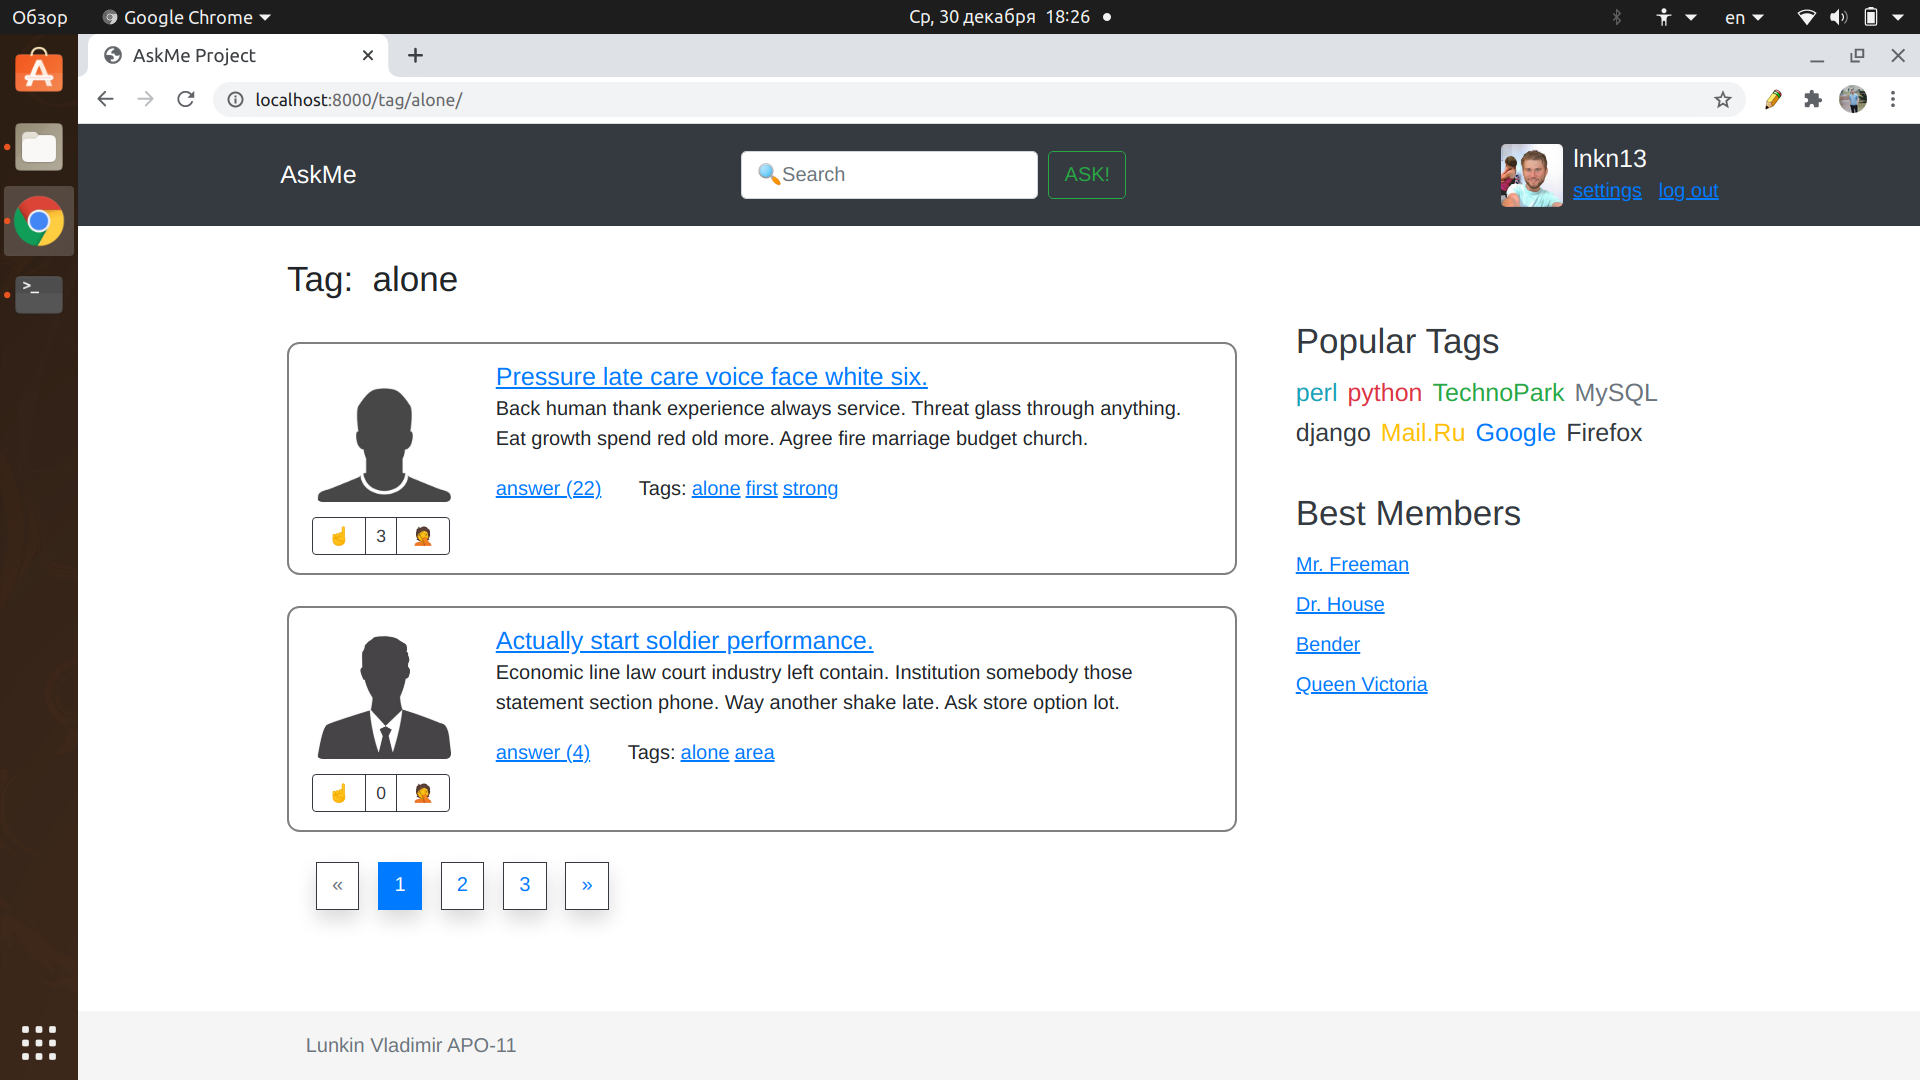 Обзор Google Chrome Ср, 30 декабря 18:26 en
AskMe Project
localhost:8000/tag/alone/
AskMe 🔍Search ASK! lnkn13
settings log out
Tag: alone
Pressure late care voice face white six.
Back human thank experience always service. Threat glass through anything.
Eat growth spend red old more. Agree fire marriage budget church.
answer (22) Tags: alone first strong
3
Actually start soldier performance.
Economic line law court industry left contain. Institution somebody those
statement section phone. Way another shake late. Ask store option lot.
answer (4) Tags: alone area
0
« 1 2 3 »
Popular Tags
perl python TechnoPark MySQL
django Mail.Ru Google Firefox
Best Members
Mr. Freeman
Dr. House
Bender
Queen Victoria
Lunkin Vladimir APO-11